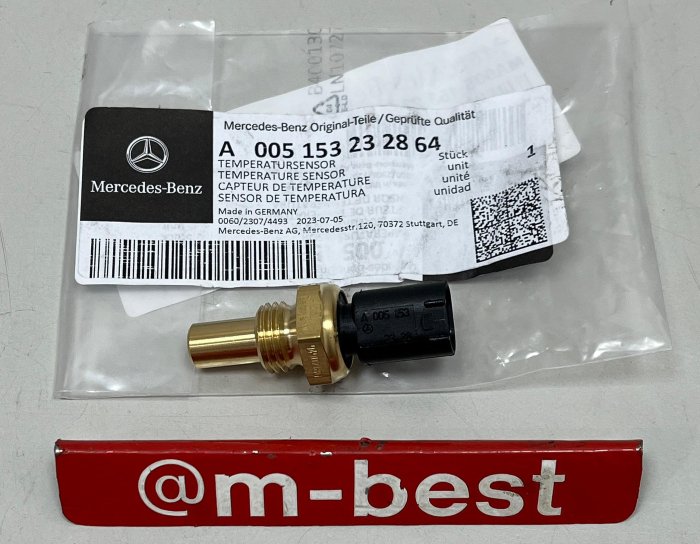 Mercedes-Benz Original-Teile/Geprüfte Qualität
A 005 153 23 28 64
TEMPERATURSENSOR
TEMPERATURE SENSOR
CAPTEUR DE TEMPERATURE
SENSOR DE TEMPERATURA
Stück 1
unit
unité
unidad
Made in GERMANY
0060/2307/4493 2023-07-05
Mercedes-Benz AG, Mercedesstr.120, 70372 Stuttgart, DE
Mercedes-Benz
A 005 153
23 28
@m-best